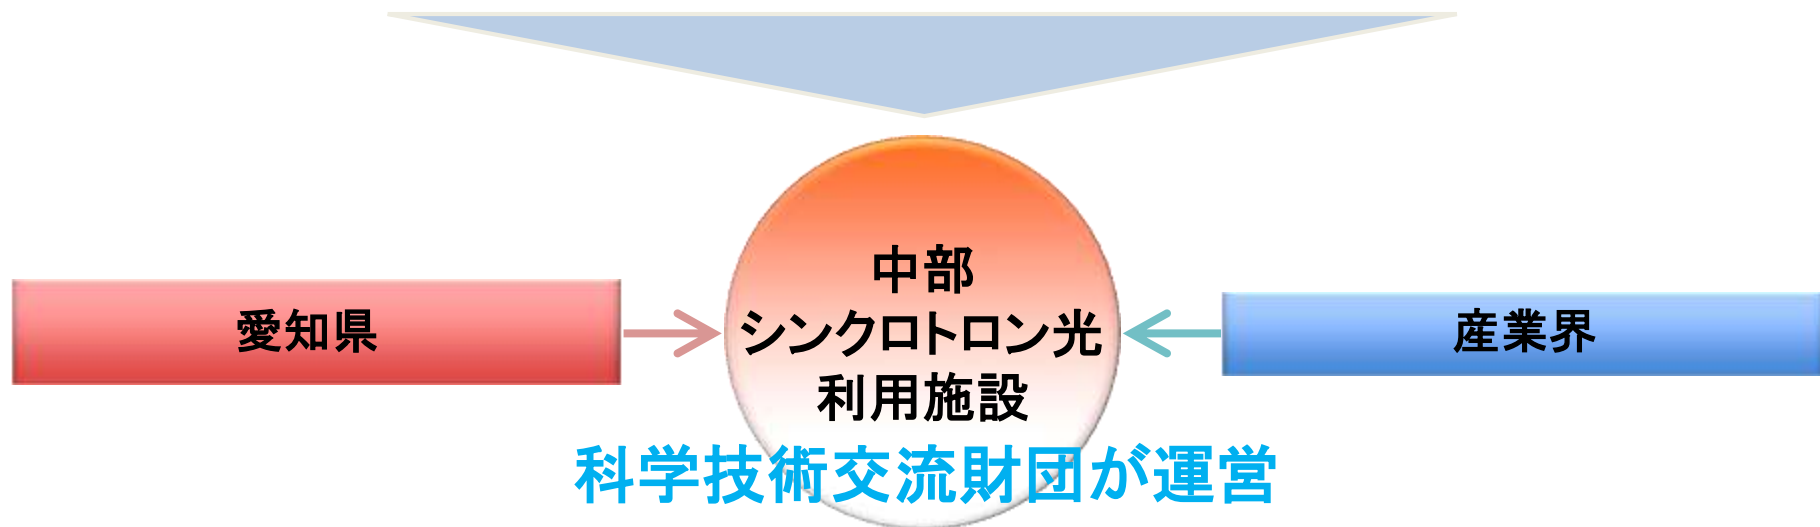 中部
シンクロトロン光
利用施設
愛知県
産業界
科学技術交流財団が運営